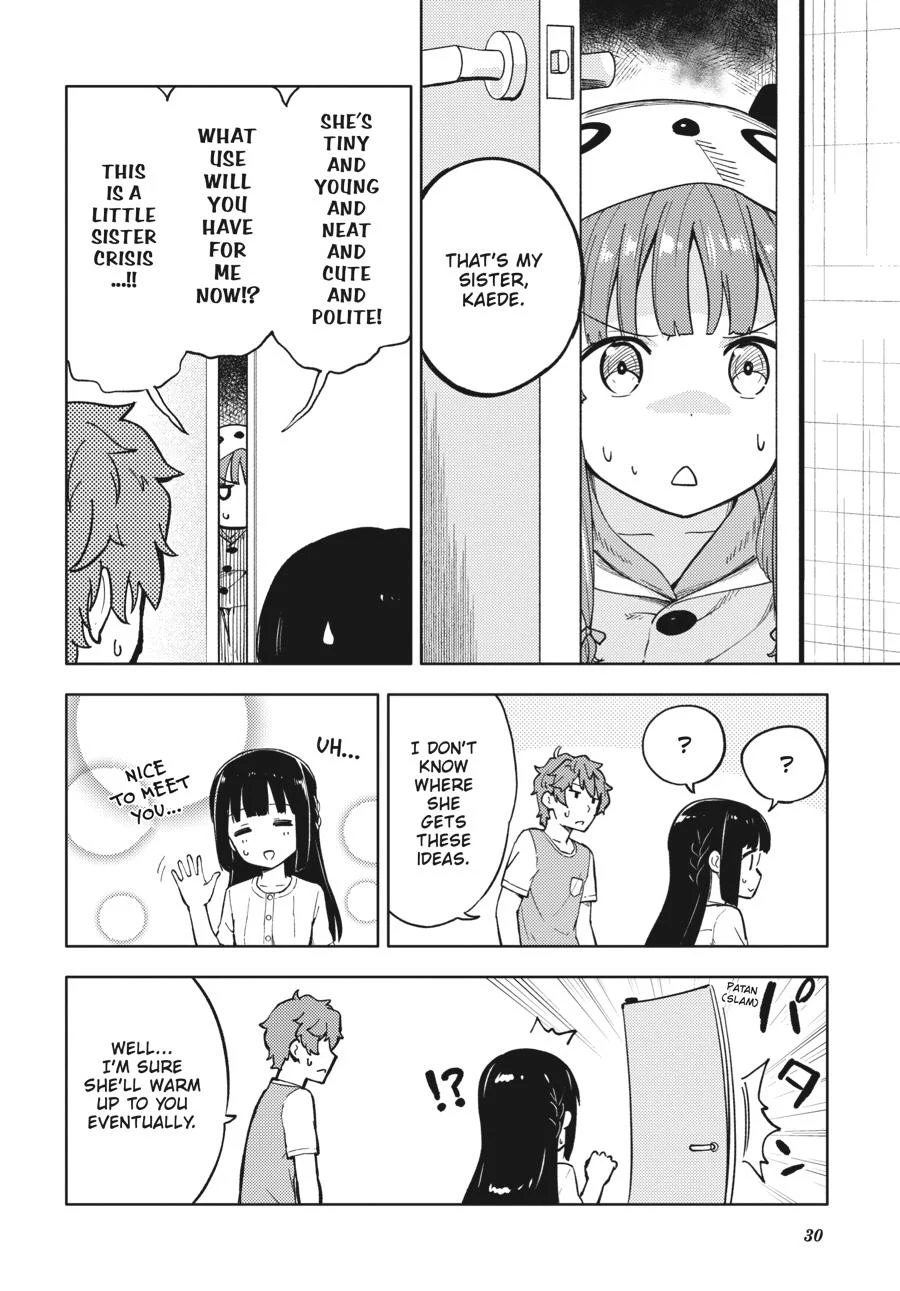 THAT'S MY
SISTER,
KAEDE.
SHE'S
TINY
AND
YOUNG
AND
NEAT
AND
CUTE
AND
POLITE!
WHAT
USE
WILL
YOU
HAVE
FOR
ME
NOW!?
THIS
IS A
LITTLE
SISTER
CRISIS
...!!
?
?
I DON'T
KNOW
WHERE
SHE
GETS
THESE
IDEAS.
UH...
NICE
TO MEET
YOU...
PATAN
(SLAM)
パタン
!?
WELL...
I'M SURE
SHE'LL WARM
UP TO YOU
EVENTUALLY.
30